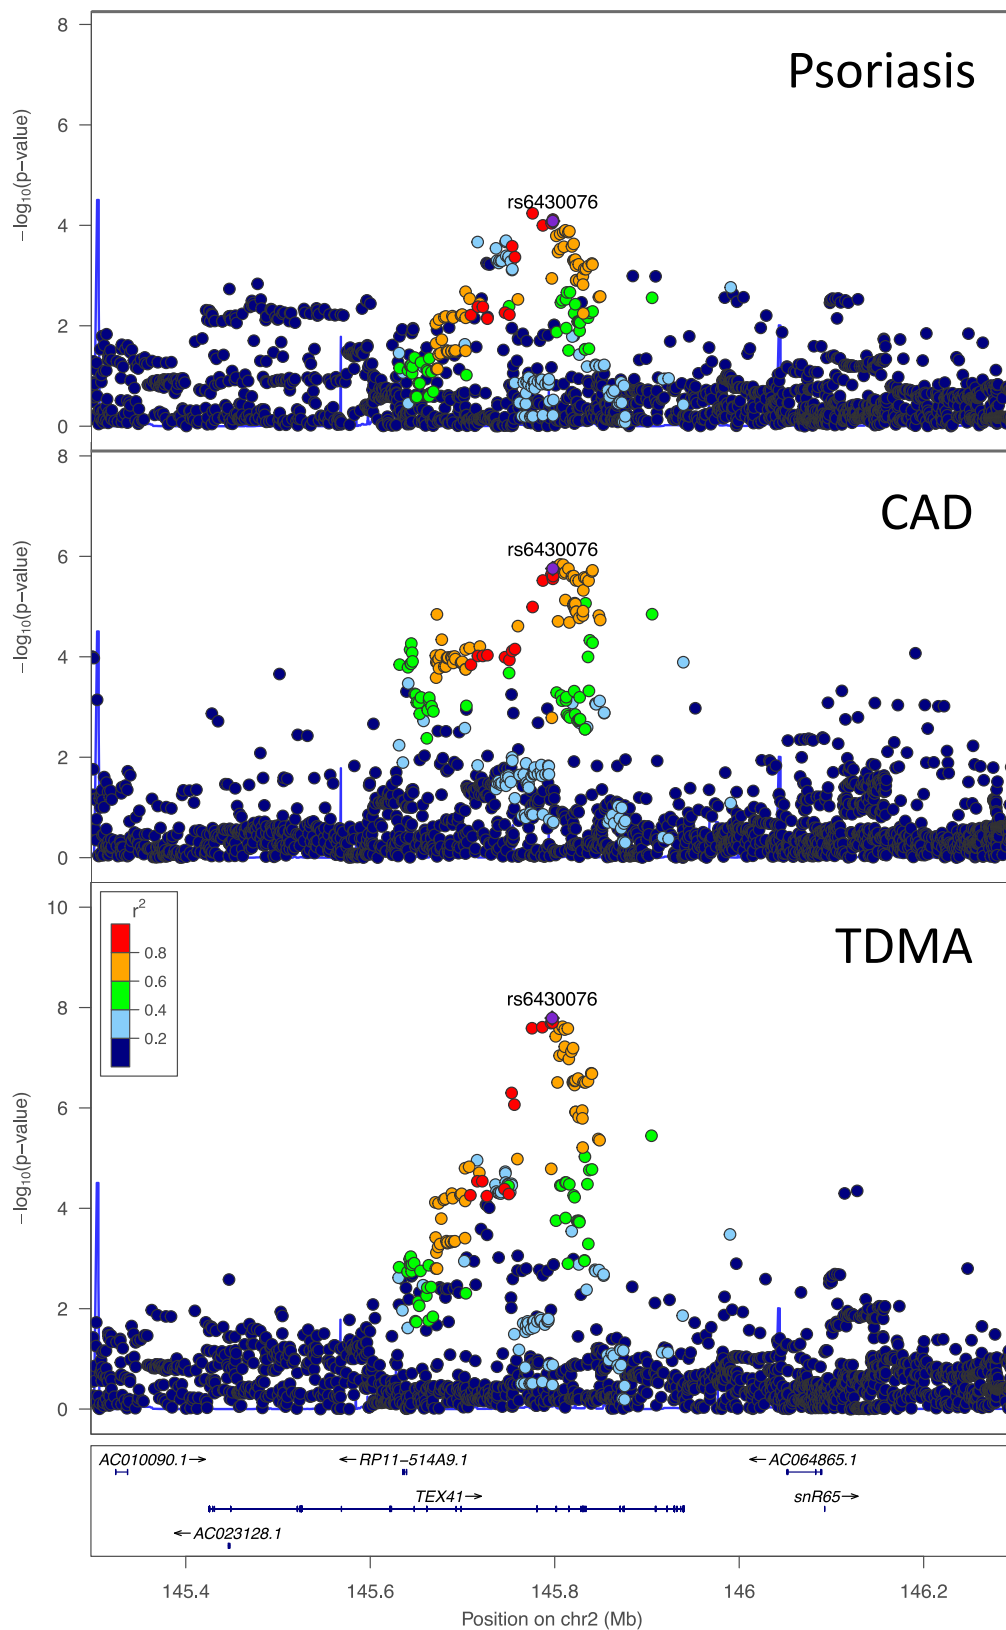 8
Psoriasis
6
−log10(p−value)
rs6430076
4
2
0
8
CAD
6
−log10(p−value)
rs6430076
4
2
0
10
r2
TDMA
0.8
0.6
0.4
0.2
rs6430076
8
6
−log10(p−value)
4
2
0
AC010090.1→ ←RP11−514A9.1 ←AC064865.1
TEX41→ snR65→
←AC023128.1
145.4 145.6 145.8 146 146.2
Position on chr2 (Mb)